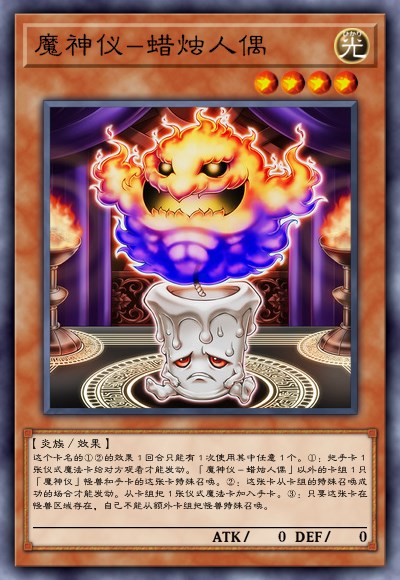 魔神仪-蜡烛人偶
ひかり
光
【炎族/效果】
这个卡名的①②的效果1回合只能有1次使用其中任意1个。①:把手卡1
张仪式魔法卡给对方观看才能发动。「魔神仪-蜡烛人偶」以外的卡组1只
「魔神仪」怪兽和手卡的这张卡特殊召唤。②:这张卡从卡组的特殊召唤成
功的场合才能发动。从卡组把1张仪式魔法卡加入手卡。③:只要这张卡在
怪兽区域存在,自己不能从额外卡组把怪兽特殊召唤。
ATK/ 0 DEF/ 0